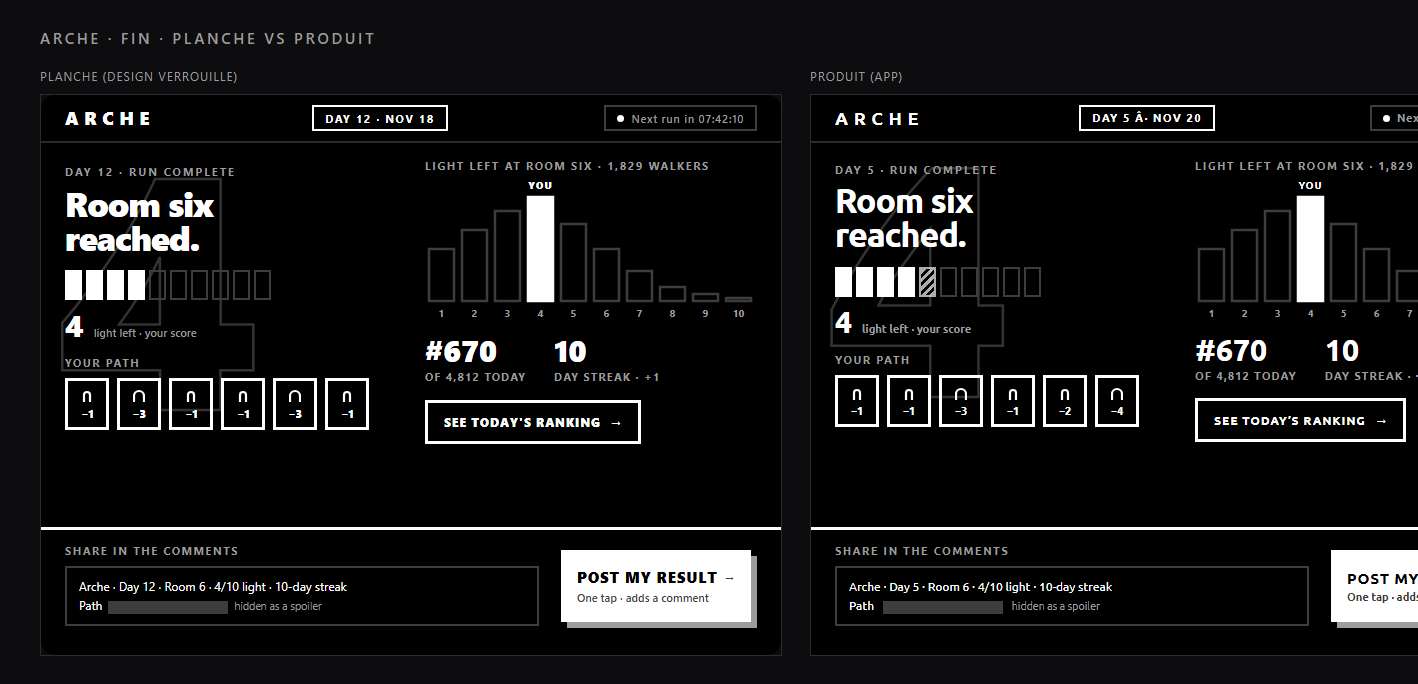 ARCHE · FIN · PLANCHE VS PRODUIT
PLANCHE (DESIGN VERROUILLE)
ARCHE
DAY 12 · NOV 18
Next run in 07:42:10
DAY 12 · RUN COMPLETE
Room six
reached.
4
4 light left · your score
YOUR PATH
−1 −3 −1 −1 −3 −1
LIGHT LEFT AT ROOM SIX · 1,829 WALKERS
YOU
1 2 3 4 5 6 7 8 9 10
#670 10
OF 4,812 TODAY DAY STREAK · +1
SEE TODAY'S RANKING →
SHARE IN THE COMMENTS
Arche · Day 12 · Room 6 · 4/10 light · 10-day streak
Path hidden as a spoiler
POST MY RESULT →
One tap · adds a comment
PRODUIT (APP)
ARCHE
DAY 5 Â· NOV 20
DAY 5 · RUN COMPLETE
Room six
reached.
4
4 light left · your score
YOUR PATH
−1 −1 −3 −1 −2 −4
LIGHT LEFT AT ROOM SIX · 1,829
YOU
1 2 3 4 5 6 7
#670 10
OF 4,812 TODAY DAY STREAK ·
SEE TODAY'S RANKING →
SHARE IN THE COMMENTS
Arche · Day 5 · Room 6 · 4/10 light · 10-day streak
Path hidden as a spoiler
POST MY
One tap · adds